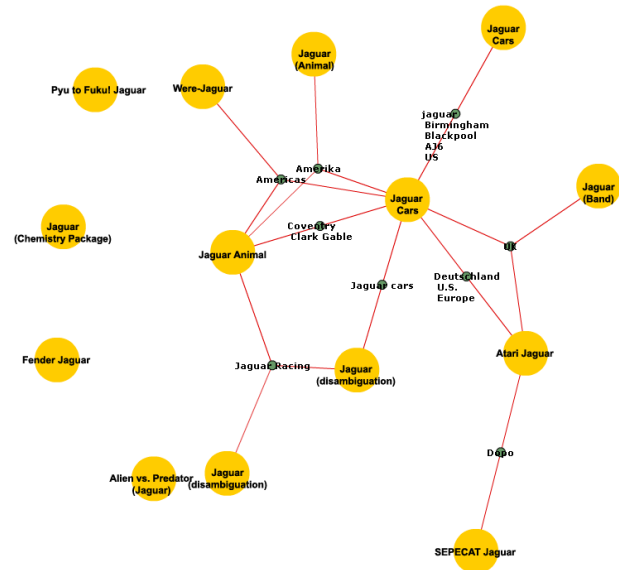 Jaguar
Cars
Jaguar
(Animal)
Pyu to Fuku! Jaguar
Were-Jaguar
jaguar
Birmingham
Blackpool
AJ6
US
Amerika
Americas
Jaguar
Cars
Jaguar
(Band)
Jaguar
(Chemistry Package)
Coventry
Clark Gable
Jaguar Animal
UK
Deutschland
U.S.
Europe
Jaguar cars
Atari Jaguar
Fender Jaguar
Jaguar Racing
Jaguar
(disambiguation)
Dopo
Alien vs. Predator
(Jaguar)
Jaguar
(disambiguation)
SEPECAT Jaguar